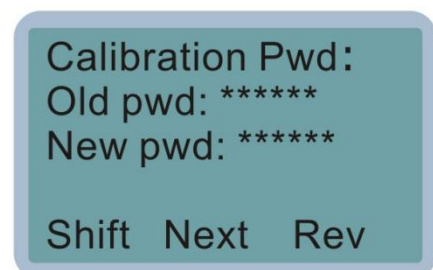 Calibration Pwd:
Old pwd: ******
New pwd: ******
Shift Next Rev